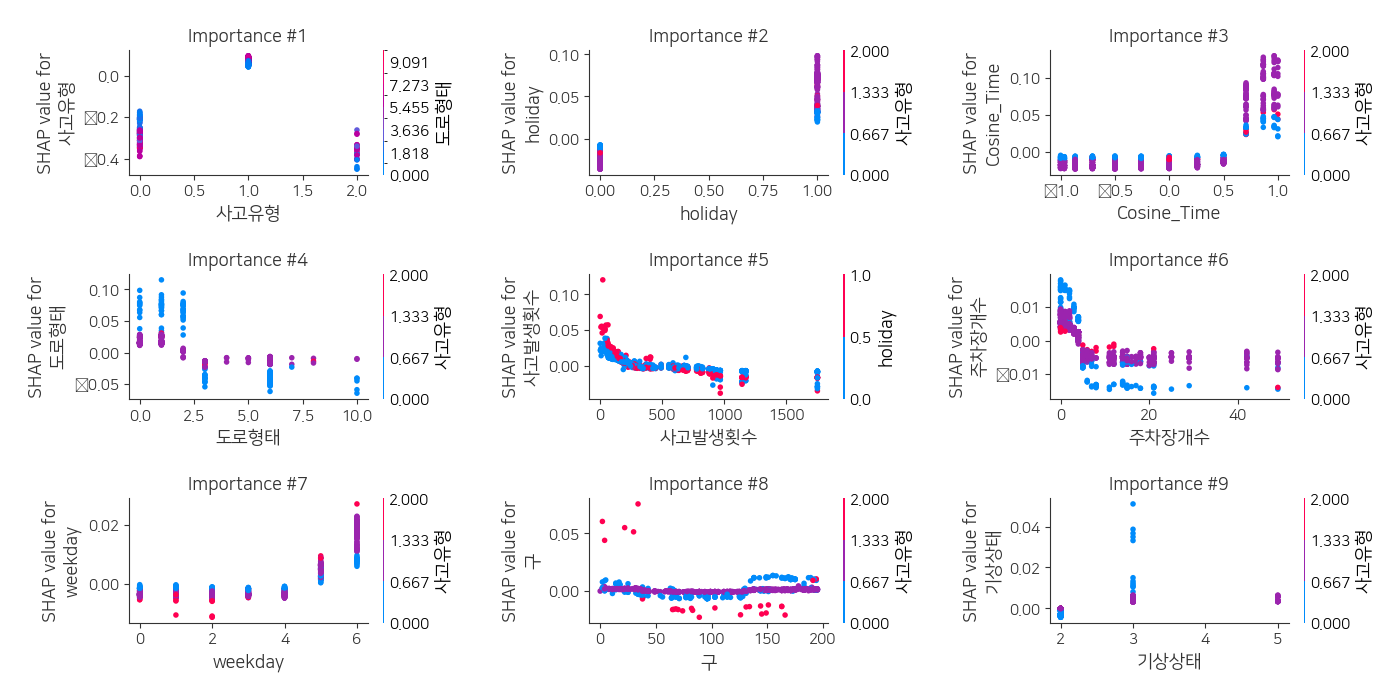 Importance #1
SHAP value for
사고유형
0.0
0.2
0.4
0.0
0.5
1.0
1.5
2.0
사고유형
9.091
7.273
5.455
3.636
1.818
0.000
도로형태
Importance #2
SHAP value for
holiday
0.10
0.05
0.00
0.00
0.25
0.50
0.75
1.00
holiday
2.000
1.333
0.667
0.000
사고유형
Importance #3
SHAP value for
Cosine_Time
0.10
0.05
0.00
1.0
0.5
0.0
0.5
1.0
Cosine_Time
2.000
1.333
0.667
0.000
사고유형
Importance #4
SHAP value for
도로형태
0.10
0.05
0.00
0.05
0.0
2.5
5.0
7.5
10.0
도로형태
2.000
1.333
0.667
0.000
사고유형
Importance #5
SHAP value for
사고발생횟수
0.10
0.05
0.00
0
500
1000
1500
사고발생횟수
1.0
0.5
0.0
holiday
Importance #6
SHAP value for
주차장개수
0.01
0.00
0.01
0
20
40
주차장개수
2.000
1.333
0.667
0.000
사고유형
Importance #7
SHAP value for
weekday
0.02
0.00
0
2
4
6
weekday
2.000
1.333
0.667
0.000
사고유형
Importance #8
SHAP value for
구
0.05
0.00
0
50
100
150
200
구
2.000
1.333
0.667
0.000
사고유형
Importance #9
SHAP value for
기상상태
0.04
0.02
0.00
2
3
4
5
기상상태
2.000
1.333
0.667
0.000
사고유형